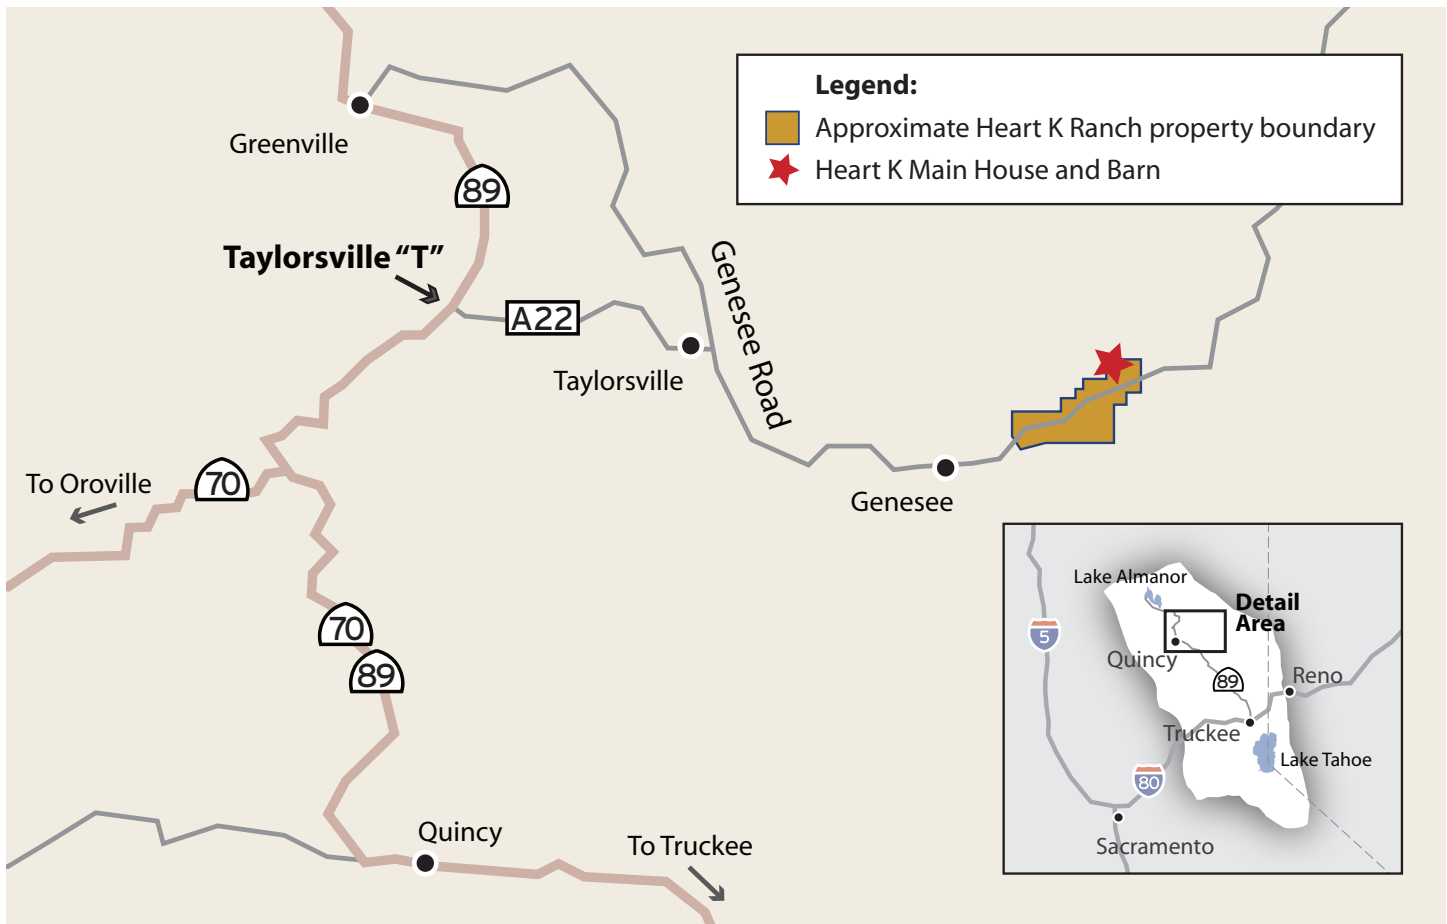 Legend:
Approximate Heart K Ranch property boundary
Heart K Main House and Barn
Greenville
89
Taylorsville “T”
A22
Genesee Road
Taylorsville
To Oroville
70
Genesee
70
89
Quincy
To Truckee
Lake Almanor
Detail
Area
5
Quincy
89
Reno
Truckee
Lake Tahoe
80
Sacramento